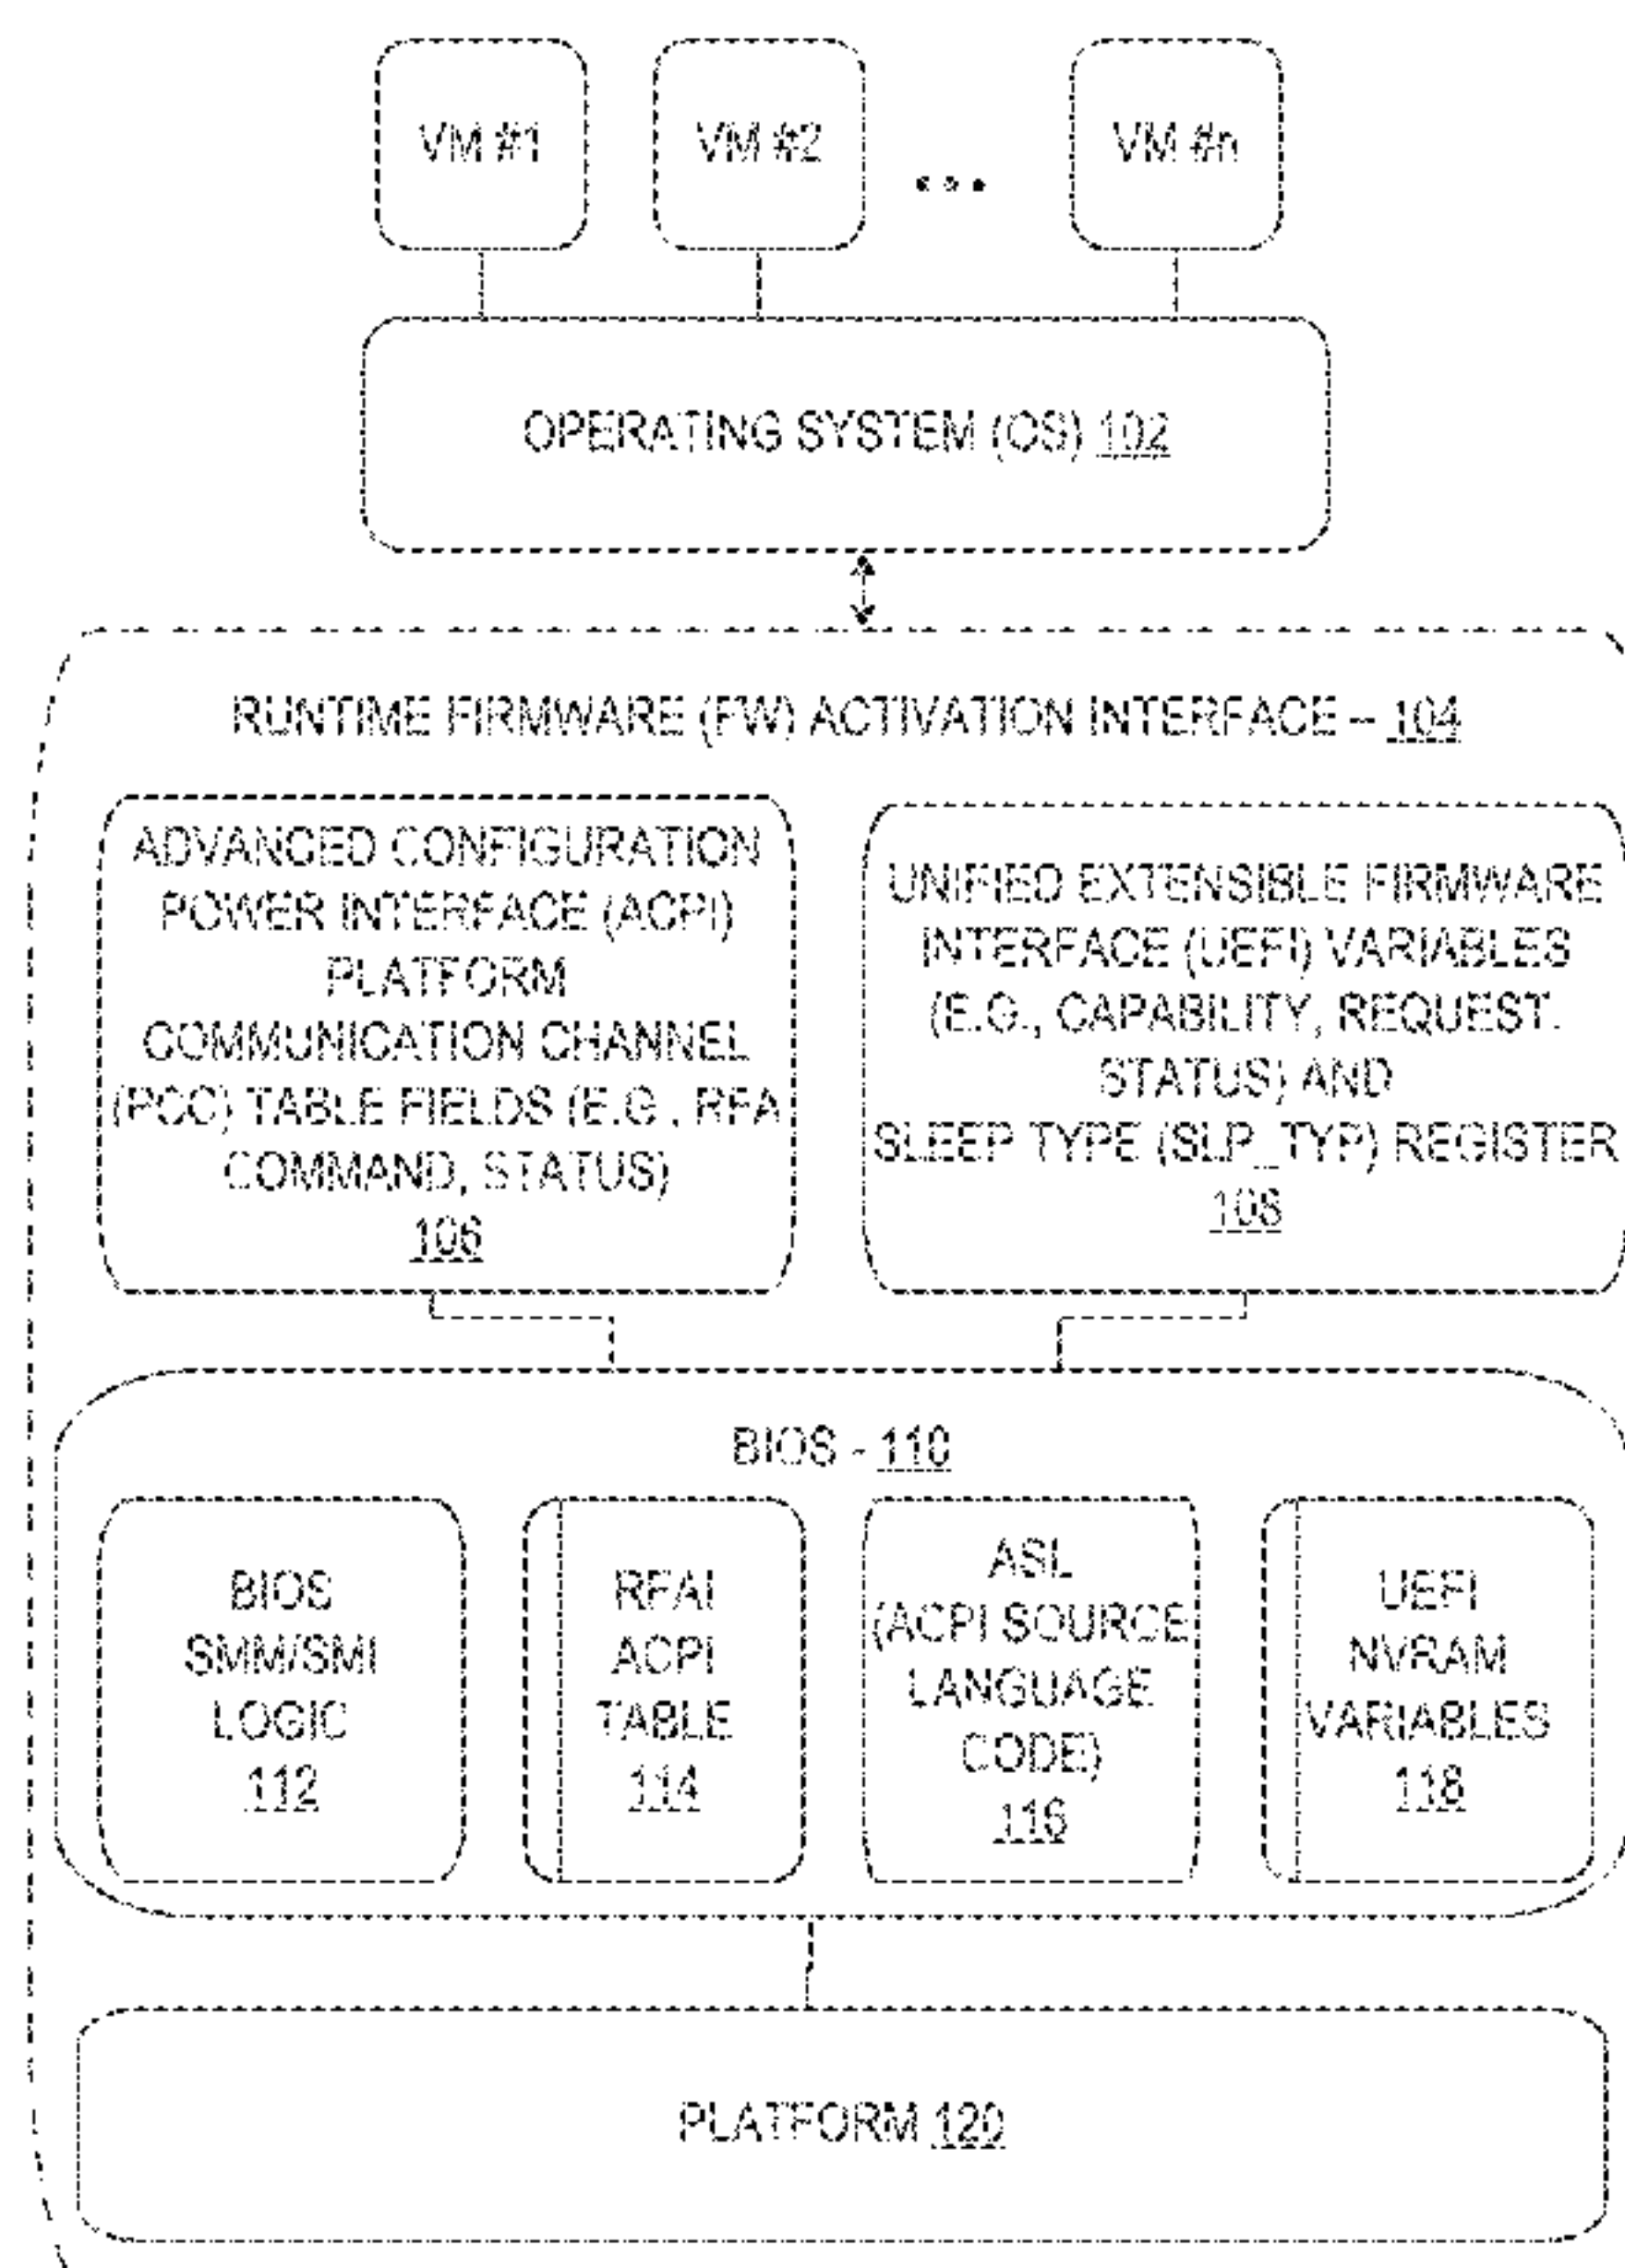 VM #1
VM #2
VM #n
OPERATING SYSTEM (OS) 102
RUNTIME FIRMWARE (FW) ACTIVATION INTERFACE – 104
ADVANCED CONFIGURATION
POWER INTERFACE (ACPI)
PLATFORM
COMMUNICATION CHANNEL
(PCC) TABLE FIELDS (E.G., RFA
COMMAND, STATUS)
106
UNIFIED EXTENSIBLE FIRMWARE
INTERFACE (UEFI) VARIABLES
(E.G., CAPABILITY, REQUEST.
STATUS) AND
SLEEP TYPE (SLP_TYP) REGISTER
108
BIOS - 110
BIOS
SMM/SMI
LOGIC
112
RFAI
ACPI
TABLE
114
ASL
(ACPI SOURCE
LANGUAGE
CODE)
116
UEFI
NVRAM
VARIABLES
118
PLATFORM 120